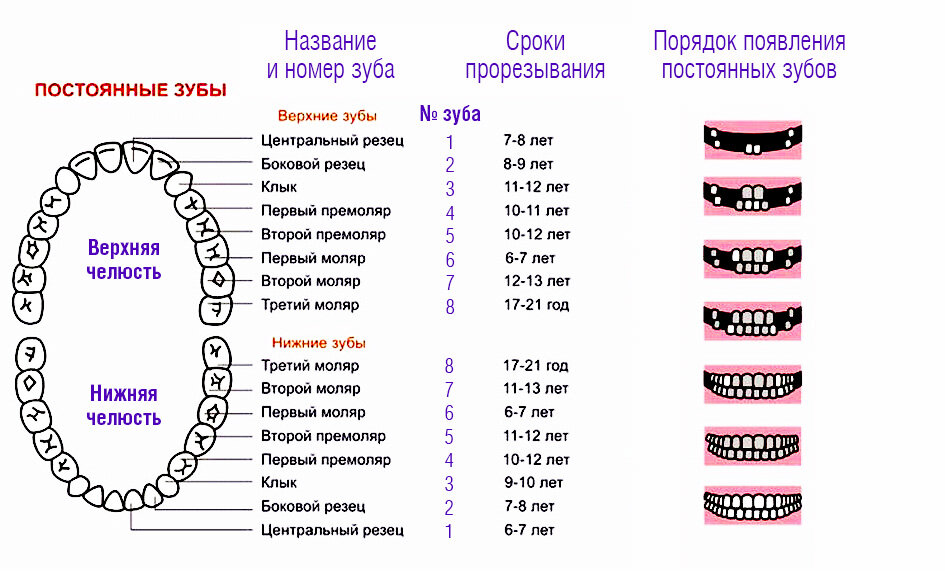 Название
и номер зуба
Сроки
прорезывания
Порядок появления
постоянных зубов
ПОСТОЯННЫЕ ЗУБЫ
Верхние зубы
№ зуба
Центральный резец 1 7-8 лет
Боковой резец 2 8-9 лет
Клык 3 11-12 лет
Первый премоляр 4 10-11 лет
Второй премоляр 5 10-12 лет
Первый моляр 6 6-7 лет
Второй моляр 7 12-13 лет
Третий моляр 8 17-21 год
Верхняя
челюсть
Нижние зубы
Третий моляр 8 17-21 год
Второй моляр 7 11-13 лет
Первый моляр 6 6-7 лет
Второй премоляр 5 11-12 лет
Первый премоляр 4 10-12 лет
Клык 3 9-10 лет
Боковой резец 2 7-8 лет
Центральный резец 1 6-7 лет
Нижняя
челюсть